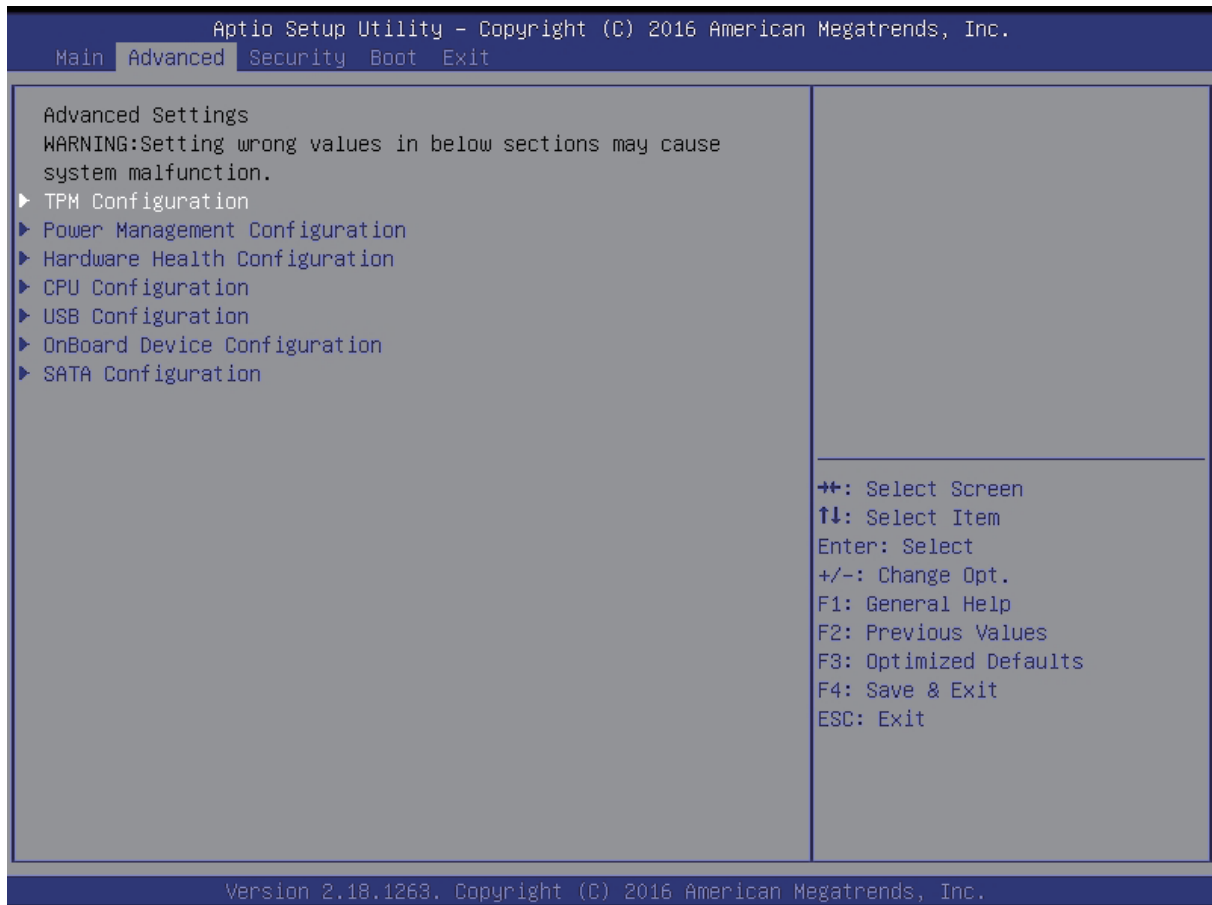 Aptio Setup Utility – Copyright (C) 2016 American Megatrends, Inc.
Main Advanced Security Boot Exit
Advanced Settings
WARNING:Setting wrong values in below sections may cause
system malfunction.
▶ TPM Configuration
▶ Power Management Configuration
▶ Hardware Health Configuration
▶ CPU Configuration
▶ USB Configuration
▶ OnBoard Device Configuration
▶ SATA Configuration
→←: Select Screen
↑↓: Select Item
Enter: Select
+/-: Change Opt.
F1: General Help
F2: Previous Values
F3: Optimized Defaults
F4: Save & Exit
ESC: Exit
Version 2.18.1263. Copyright (C) 2016 American Megatrends, Inc.